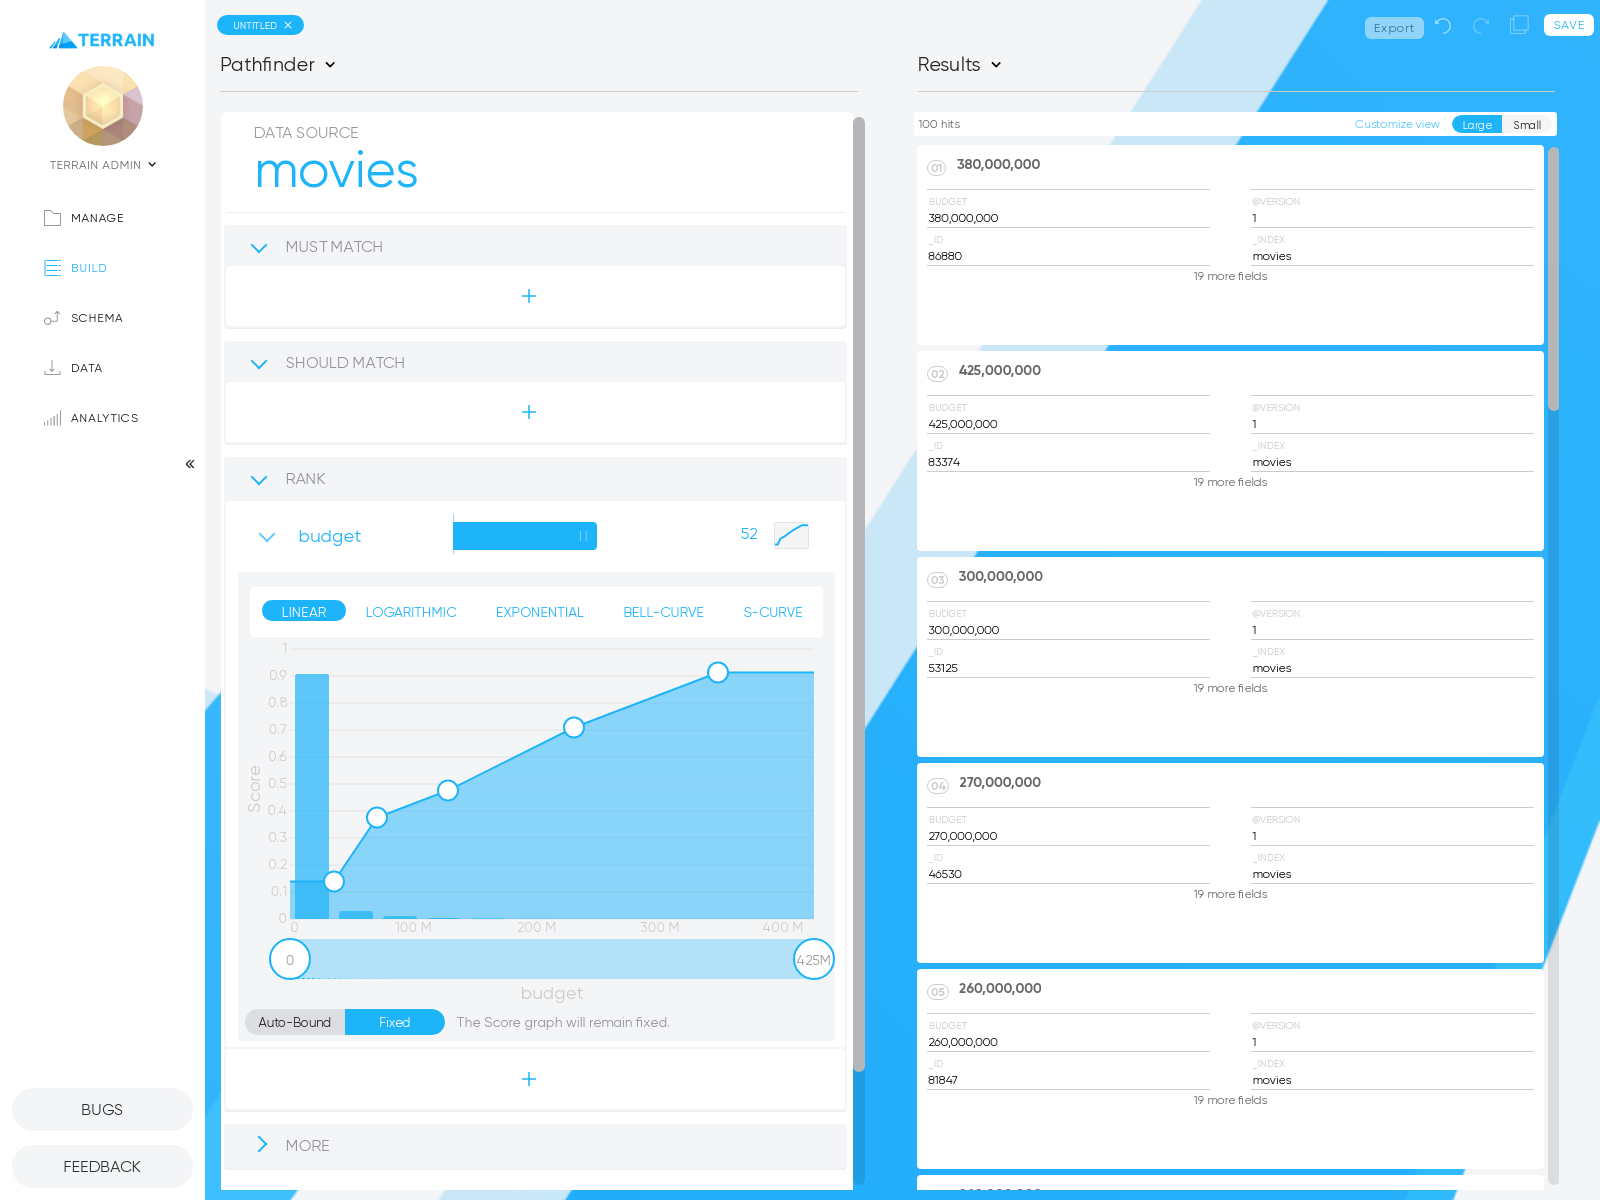 TERRAIN
TERRAIN ADMIN
MANAGE
BUILD
SCHEMA
DATA
ANALYTICS
BUGS
FEEDBACK
UNTITLED
Pathfinder
DATA SOURCE
movies
MUST MATCH
+
SHOULD MATCH
+
RANK
budget
52
LINEAR LOGARITHMIC EXPONENTIAL BELL-CURVE S-CURVE
1
0.9
0.8
0.7
0.6
0.5
0.4
0.3
0.2
0.1
0
Score
0 100 M 200 M 300 M 400 M
0 425M
budget
Auto-Bound Fixed The Score graph will remain fixed.
+
MORE
Export SAVE
Results
100 hits Customize view Large Small
01 380,000,000
BUDGET @VERSION
380,000,000 1
_ID _INDEX
86880 movies
19 more fields
02 425,000,000
BUDGET @VERSION
425,000,000 1
_ID _INDEX
83374 movies
19 more fields
03 300,000,000
BUDGET @VERSION
300,000,000 1
_ID _INDEX
53125 movies
19 more fields
04 270,000,000
BUDGET @VERSION
270,000,000 1
_ID _INDEX
46530 movies
19 more fields
05 260,000,000
BUDGET @VERSION
260,000,000 1
_ID _INDEX
81847 movies
19 more fields